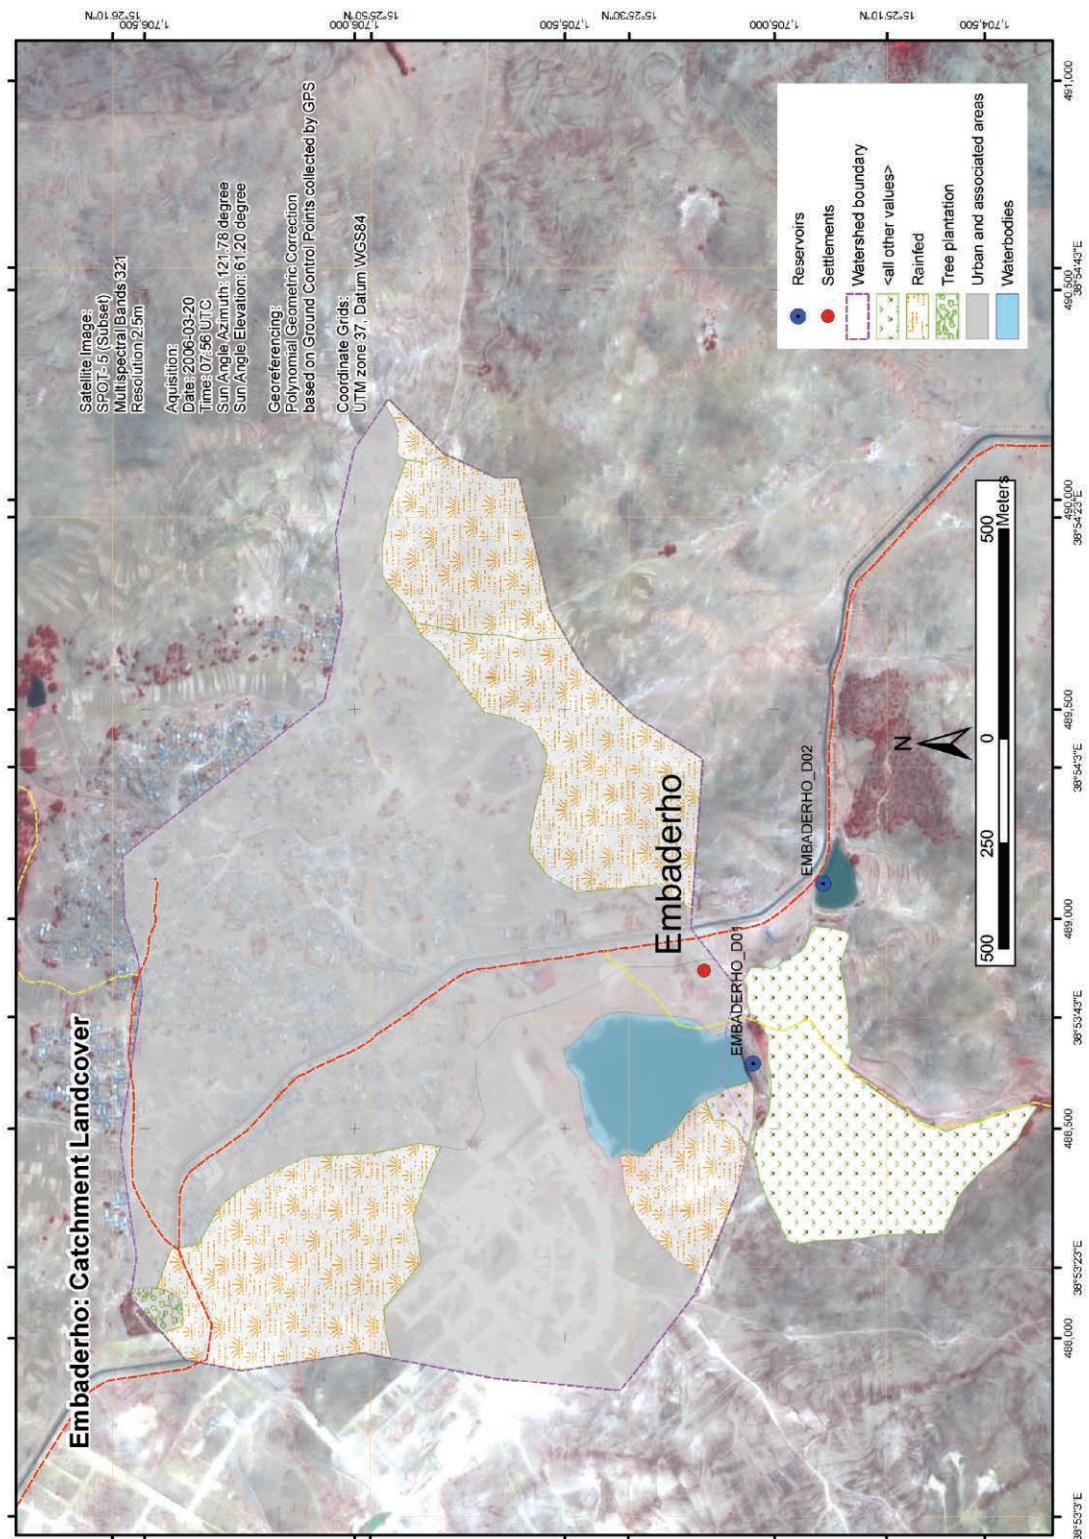 Embaderho: Catchment Landcover
Satellite Image:
SPOT- 5 (Subset)
Multispectral Bands 321
Resolution 2.5m
Aquisition:
Date: 2006-03-20
Time: 07:56 UTC
Sun Angle Azimuth: 121.78 degree
Sun Angle Elevation: 61.20 degree
Georeferencing:
Polynomial Geometric Correction
based on Ground Control Points collected by GPS
Coordinate Grids:
UTM zone 37, Datum WGS84
15°26'10"N
1,706,500
15°25'50"N
1,706,000
1,705,500
15°25'30"N
1,705,000
15°25'10"N
1,704,500
Embaderho
EMBADERHO_D01
EMBADERHO_D02
Reservoirs
Settlements
Watershed boundary
<all other values>
Rainfed
Tree plantation
Urban and associated areas
Waterbodies
N
500 250 0 500
Meters
38°53'3"E
488,000
38°53'23"E
488,500
38°53'43"E
489,000
38°54'3"E
489,500
38°54'23"E
490,000
490,500
38°54'43"E
491,000